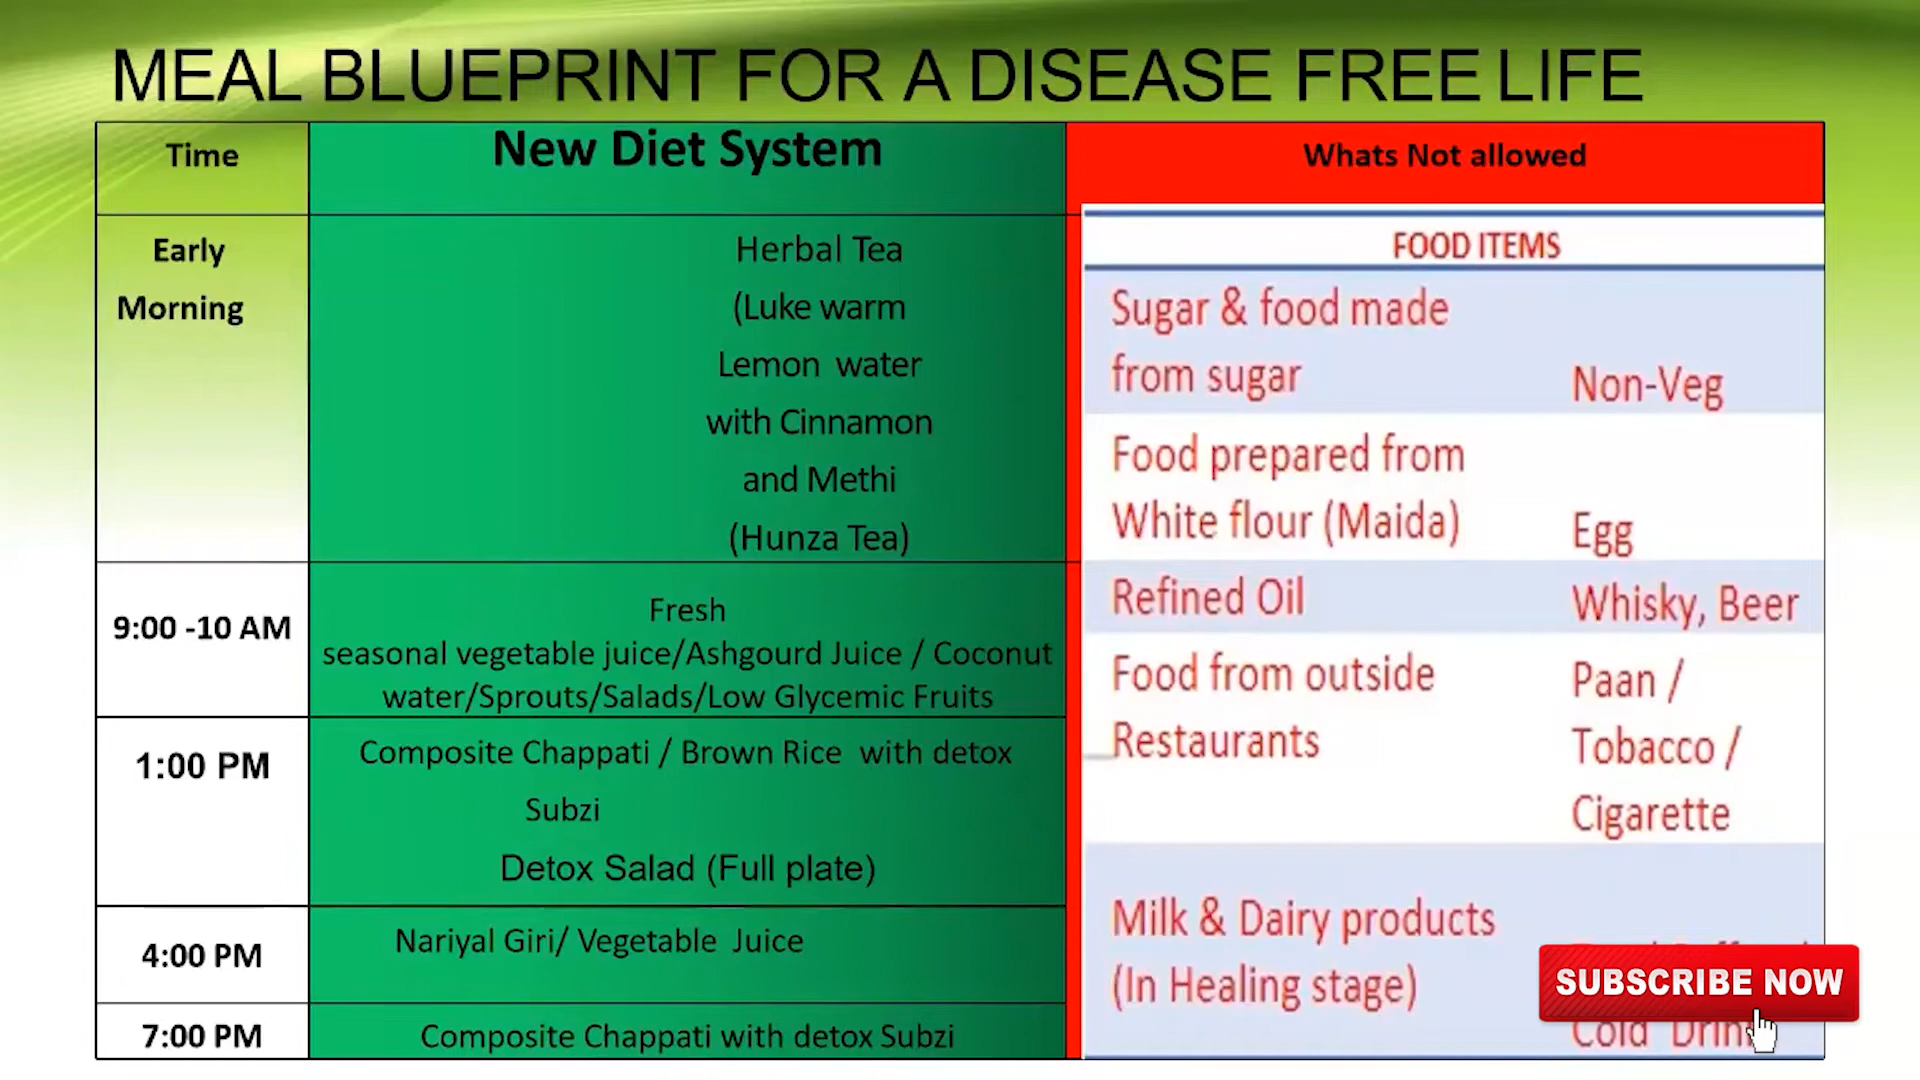 MEAL BLUEPRINT FOR A DISEASE FREE LIFE
Time
New Diet System
Whats Not allowed
Early
Morning
Herbal Tea
(Luke warm
Lemon water
with Cinnamon
and Methi
(Hunza Tea)
9:00 -10 AM
Fresh
seasonal vegetable juice/Ashgourd Juice / Coconut
water/Sprouts/Salads/Low Glycemic Fruits
1:00 PM
Composite Chappati / Brown Rice with detox
Subzi
Detox Salad (Full plate)
4:00 PM
Nariyal Giri/ Vegetable Juice
7:00 PM
Composite Chappati with detox Subzi
FOOD ITEMS
Sugar & food made
from sugar
Non-Veg
Food prepared from
White flour (Maida)
Egg
Refined Oil
Whisky, Beer
Food from outside
Restaurants
Paan /
Tobacco /
Cigarette
Milk & Dairy products
(In Healing stage)
SUBSCRIBE NOW
Cold